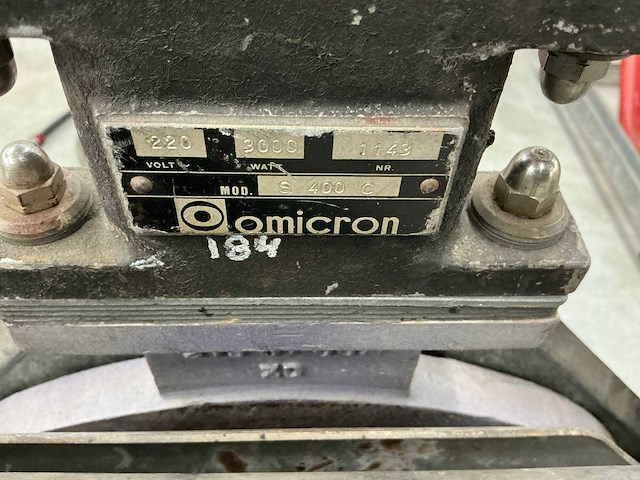 220 3000 1143
VOLT WATT NR.
MOD. S 400 C
omicron
184